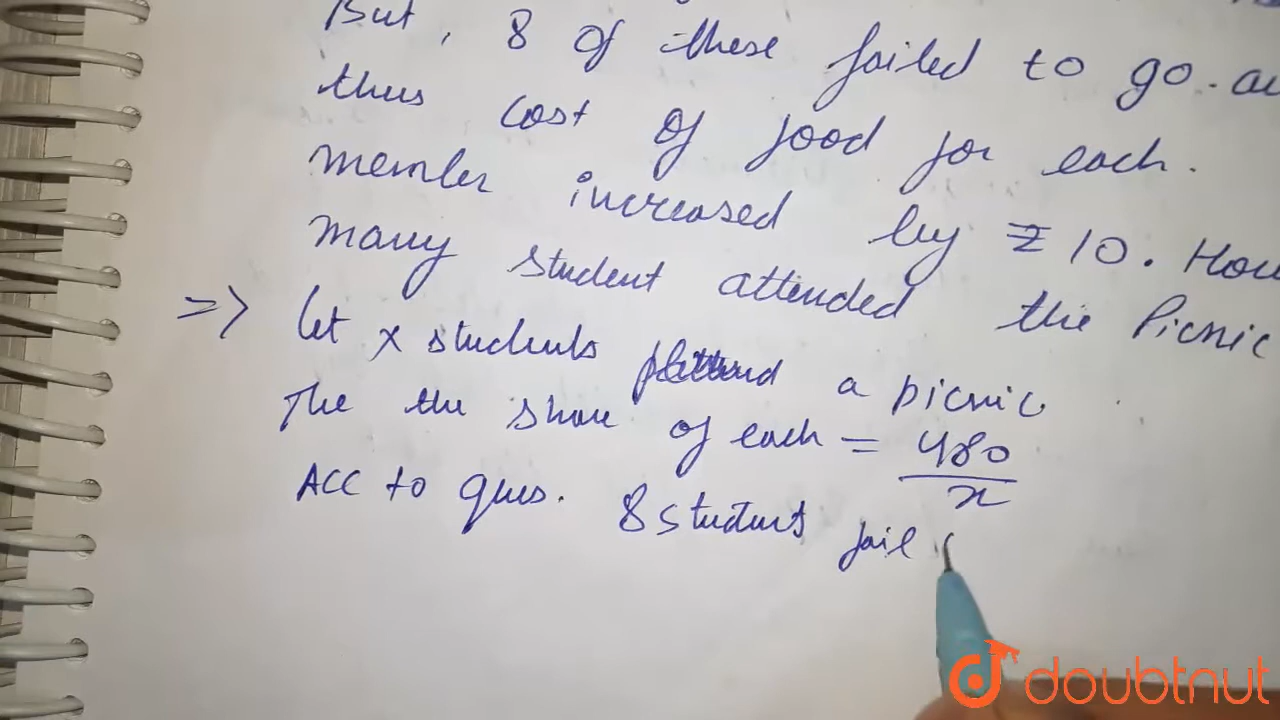 But, 8 of these failed to go.
thus cost of food for each.
member increased by ₹ 10. How
many student attended the Picnic
=> Let x students attend a picnic.
The the share of each = 480/x
ACC to ques. 8 students fail
doubtnut